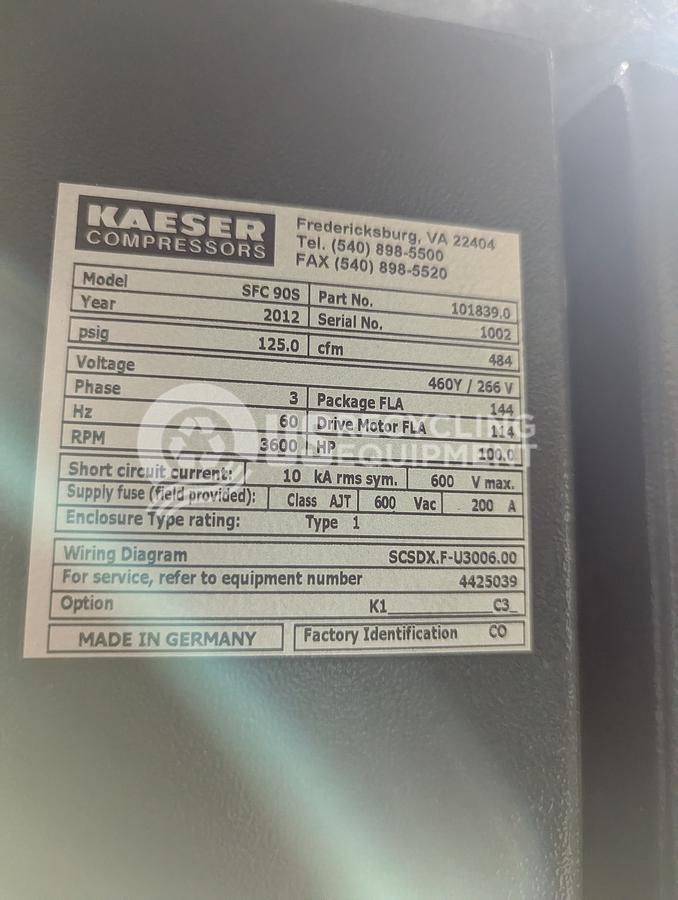 KAESER
COMPRESSORS
Fredericksburg, VA 22404
Tel. (540) 898-5500
FAX (540) 898-5520
Model SFC 90S Part No. 101839.0
Year 2012 Serial No. 1002
psig 125.0 cfm 484
Voltage 460Y / 266 V
Phase 3 Package FLA 144
Hz 60 Drive Motor FLA 114
RPM 3600 HP 100.0
Short circuit current: 10 kA rms sym. 600 V max.
Supply fuse (field provided): Class AJT 600 Vac 200 A
Enclosure Type rating: Type 1
Wiring Diagram SCSDX.F-U3006.00
For service, refer to equipment number 4425039
Option K1_ C3_
MADE IN GERMANY Factory Identification CO
EQUIPMENT